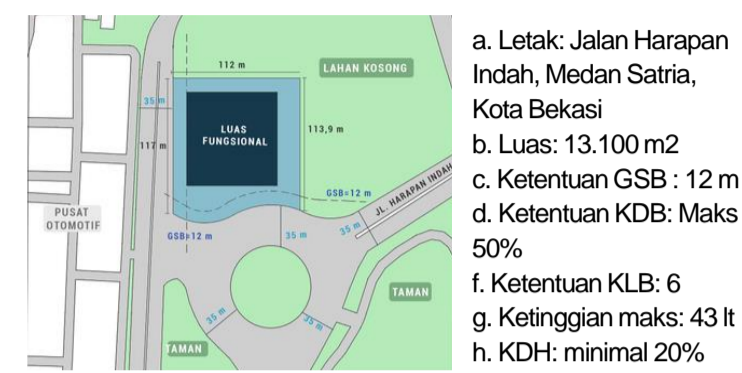 112 m
LAHAN KOSONG
35 m
LUAS
FUNGSIONAL
113,9 m
117 m
GSB=12 m
JL. HARAPAN INDAH
PUSAT
OTOMOTIF
GSB=12 m
35 m
35 m
TAMAN
35 m
35 m
TAMAN
a. Letak: Jalan Harapan
Indah, Medan Satria,
Kota Bekasi
b. Luas: 13.100 m2
c. Ketentuan GSB : 12 m
d. Ketentuan KDB: Maks
50%
f. Ketentuan KLB: 6
g. Ketinggian maks: 43 lt
h. KDH: minimal 20%